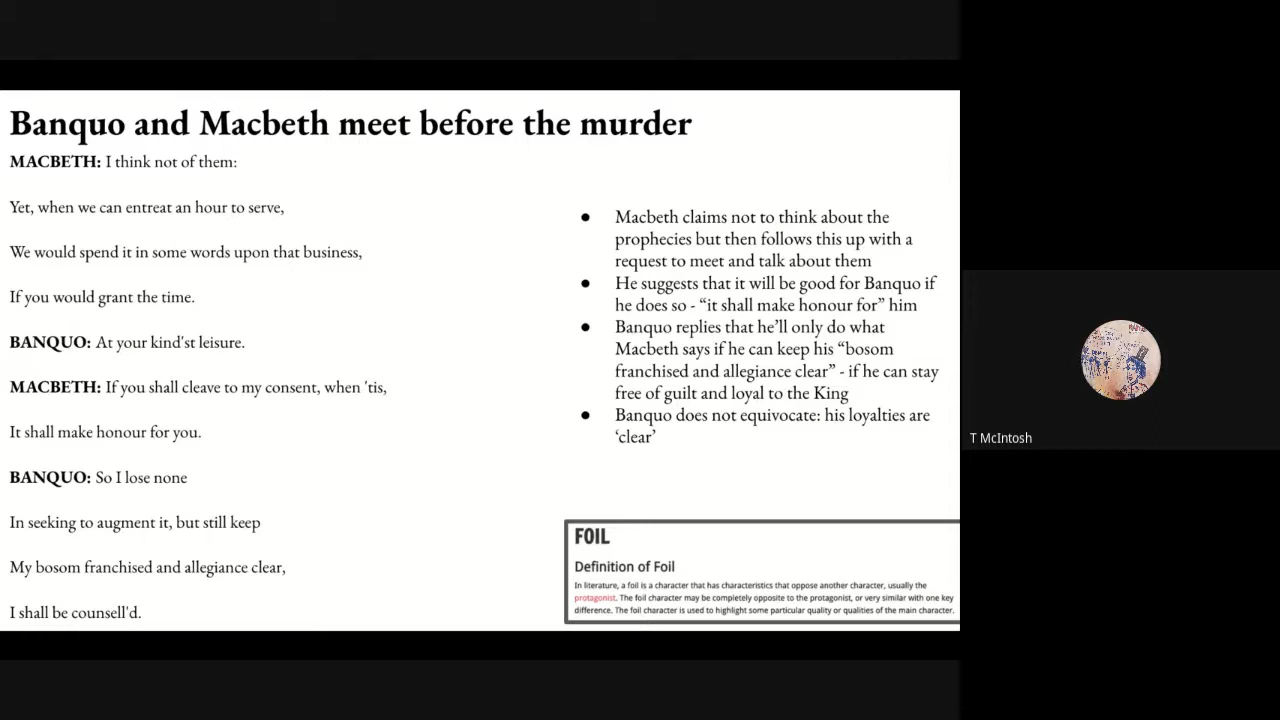 Banquo and Macbeth meet before the murder
MACBETH: I think not of them:
Yet, when we can entreat an hour to serve,
We would spend it in some words upon that business,
If you would grant the time.
BANQUO: At your kind'st leisure.
MACBETH: If you shall cleave to my consent, when 'tis,
It shall make honour for you.
BANQUO: So I lose none
In seeking to augment it, but still keep
My bosom franchised and allegiance clear,
I shall be counsell'd.
● Macbeth claims not to think about the
prophecies but then follows this up with a
request to meet and talk about them
● He suggests that it will be good for Banquo if
he does so - “it shall make honour for” him
● Banquo replies that he’ll only do what
Macbeth says if he can keep his “bosom
franchised and allegiance clear” - if he can stay
free of guilt and loyal to the King
● Banquo does not equivocate: his loyalties are
‘clear’
FOIL
Definition of Foil
In literature, a foil is a character that has characteristics that oppose another character, usually the
protagonist. The foil character may be completely opposite to the protagonist, or very similar with one key
difference. The foil character is used to highlight some particular quality or qualities of the main character.
T McIntosh